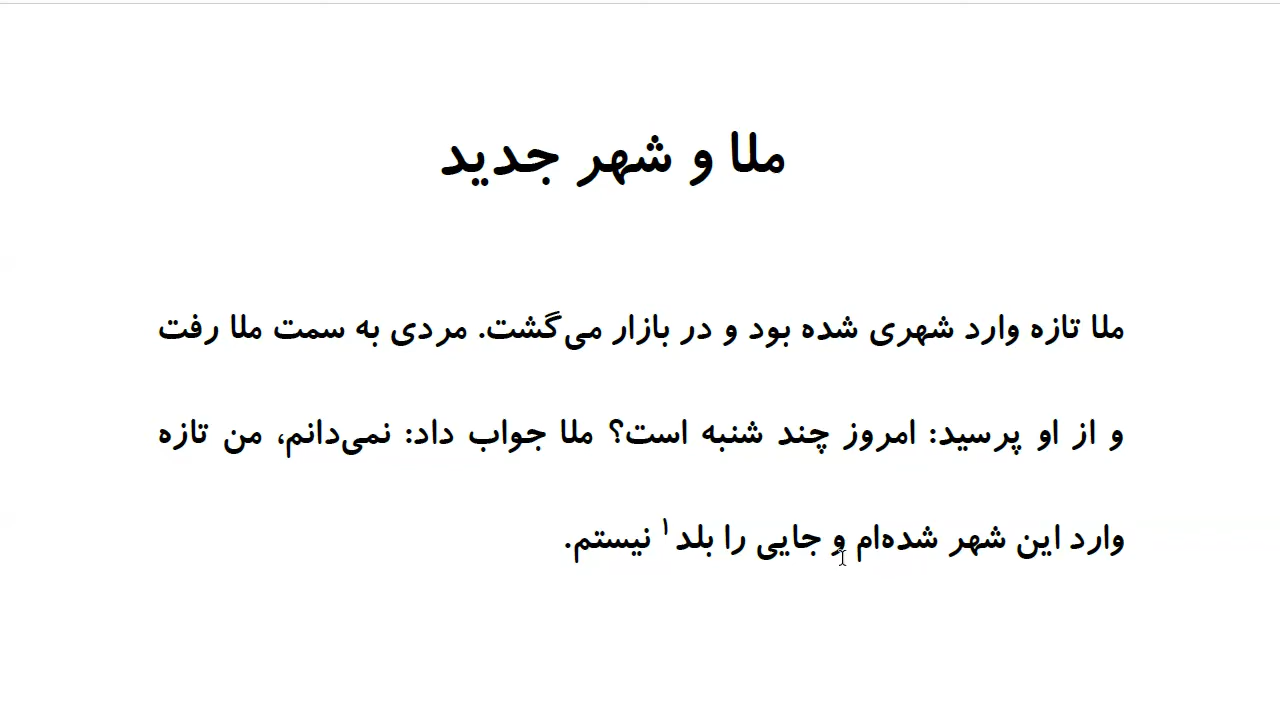 ملا و شهر جدید
ملا تازه وارد شهری شده بود و در بازار می‌گشت. مردی به سمت ملا رفت
و از او پرسید: امروز چند شنبه است؟ ملا جواب داد: نمی‌دانم، من تازه
وارد این شهر شده‌ام و جایی را بلد۱ نیستم.